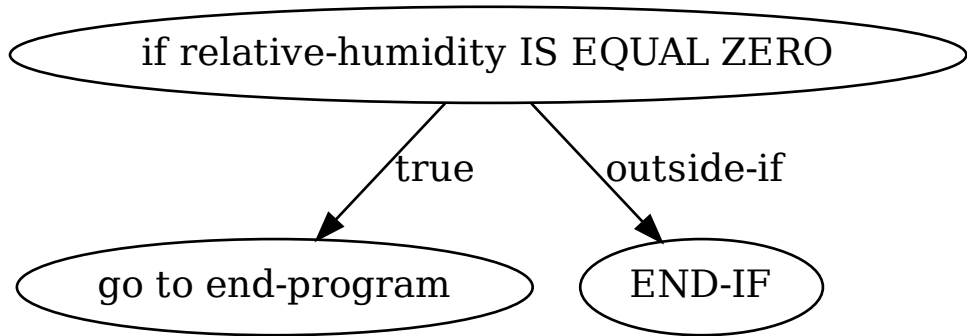 if relative-humidity IS EQUAL ZERO
true
outside-if
go to end-program
END-IF